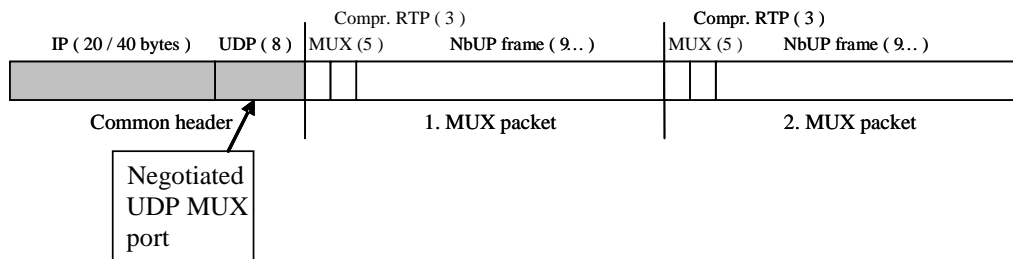 Compr. RTP ( 3 )
Compr. RTP ( 3 )
IP ( 20 / 40 bytes )
UDP ( 8 )
MUX ( 5 )
NbUP frame ( 9... )
MUX ( 5 )
NbUP frame ( 9... )
Common header
1. MUX packet
2. MUX packet
Negotiated
UDP MUX
port